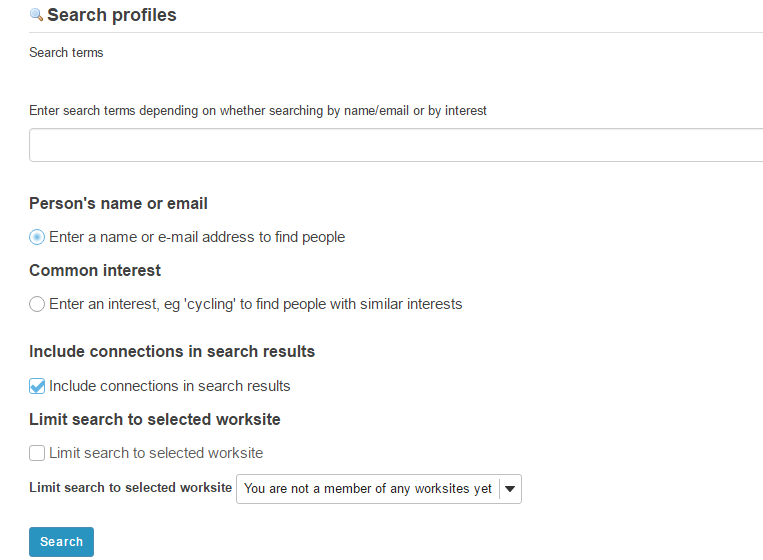 Search profiles
Search terms
Enter search terms depending on whether searching by name/email or by interest
Person's name or email
Enter a name or e-mail address to find people
Common interest
Enter an interest, eg 'cycling' to find people with similar interests
Include connections in search results
Include connections in search results
Limit search to selected worksite
Limit search to selected worksite
Limit search to selected worksite You are not a member of any worksites yet
Search